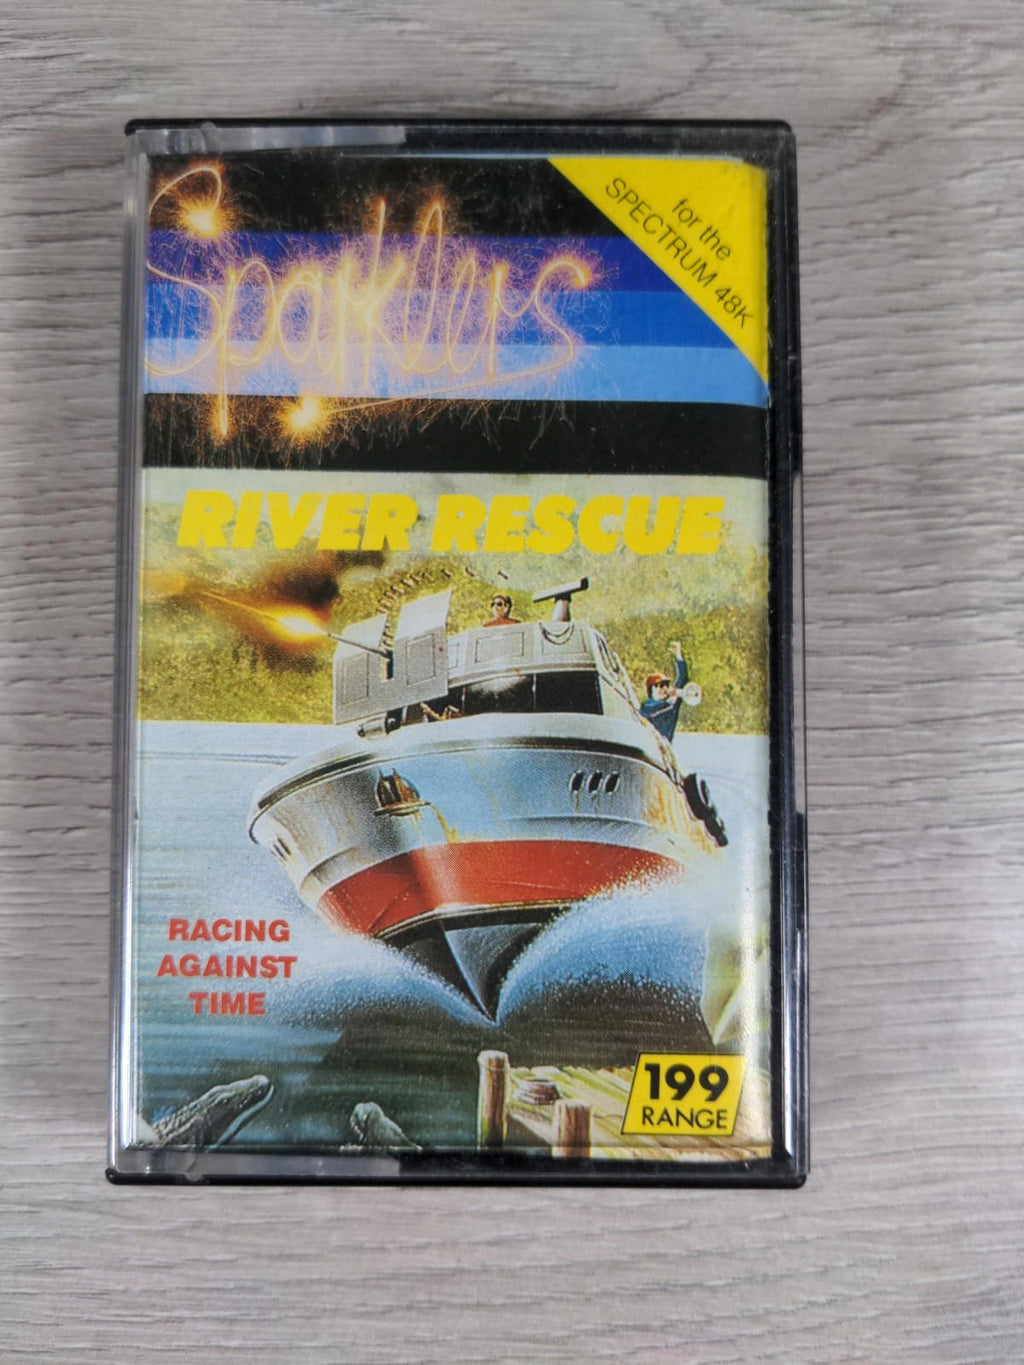 Sparklers
for the
SPECTRUM 48K
RIVER RESCUE
RACING
AGAINST
TIME
199
RANGE